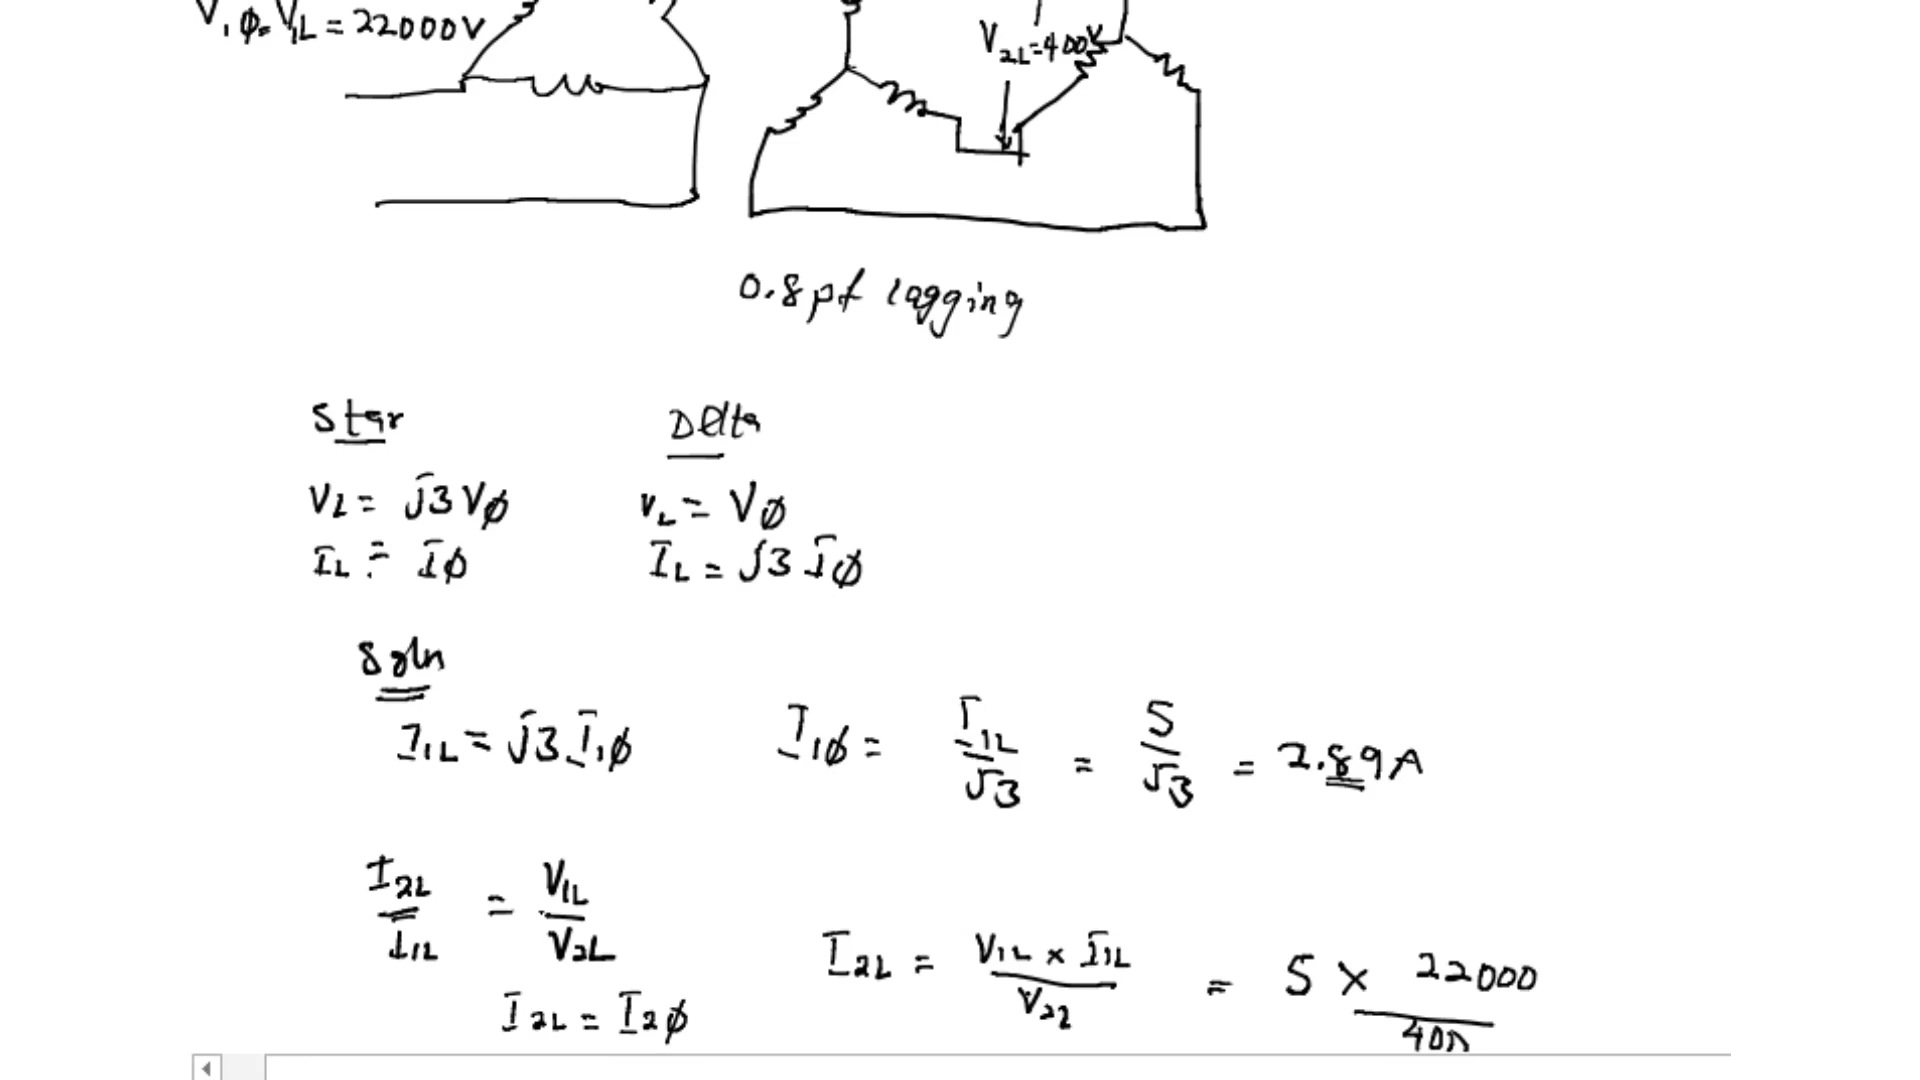 V₁ϕ=V₁L = 22000V
V₂L=400V
0.8pf lagging
Star Delta
VL = √3 Vϕ VL = Vϕ
IL = Iϕ IL = √3 Iϕ
Soln
I₁L = √3 I₁ϕ I₁ϕ = I₁L/√3 = 5/√3 = 2.89A
I₂L/I₁L = V₁L/V₂L
I₂L = V₁L × I₁L/V₂₂ = 5 × 22000/400
I₂L = I₂ϕ